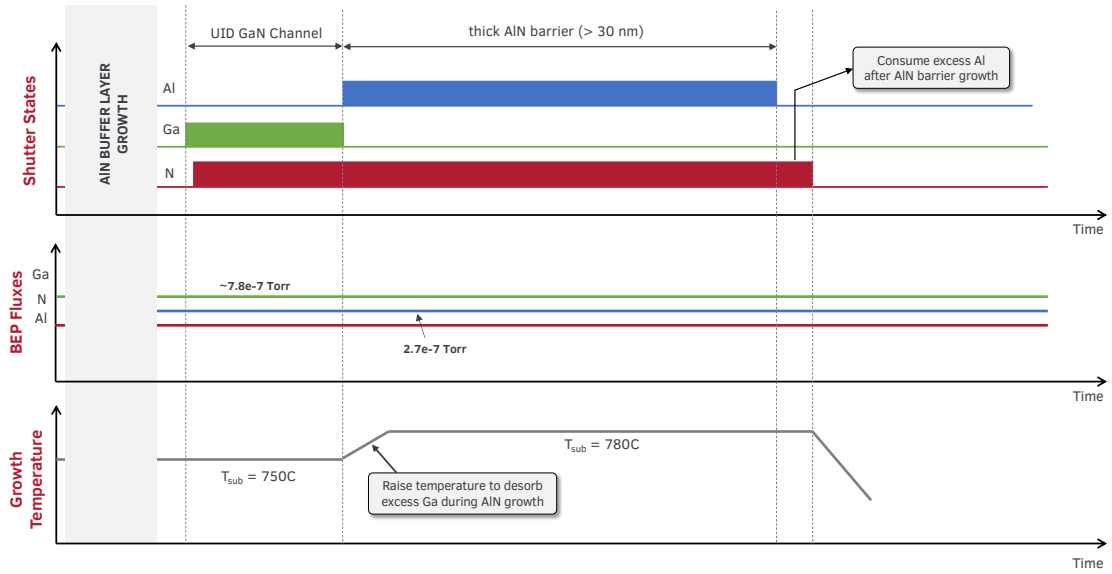 UID GaN Channel
thick AlN barrier (> 30 nm)
Consume excess Al
after AlN barrier growth
Shutter States
AlN BUFFER LAYER
GROWTH
Al
Ga
N
Time
BEP Fluxes
Ga
N
Al
~7.8e-7 Torr
2.7e-7 Torr
Time
Growth
Temperature
Tsub = 750C
Tsub = 780C
Raise temperature to desorb
excess Ga during AlN growth
Time